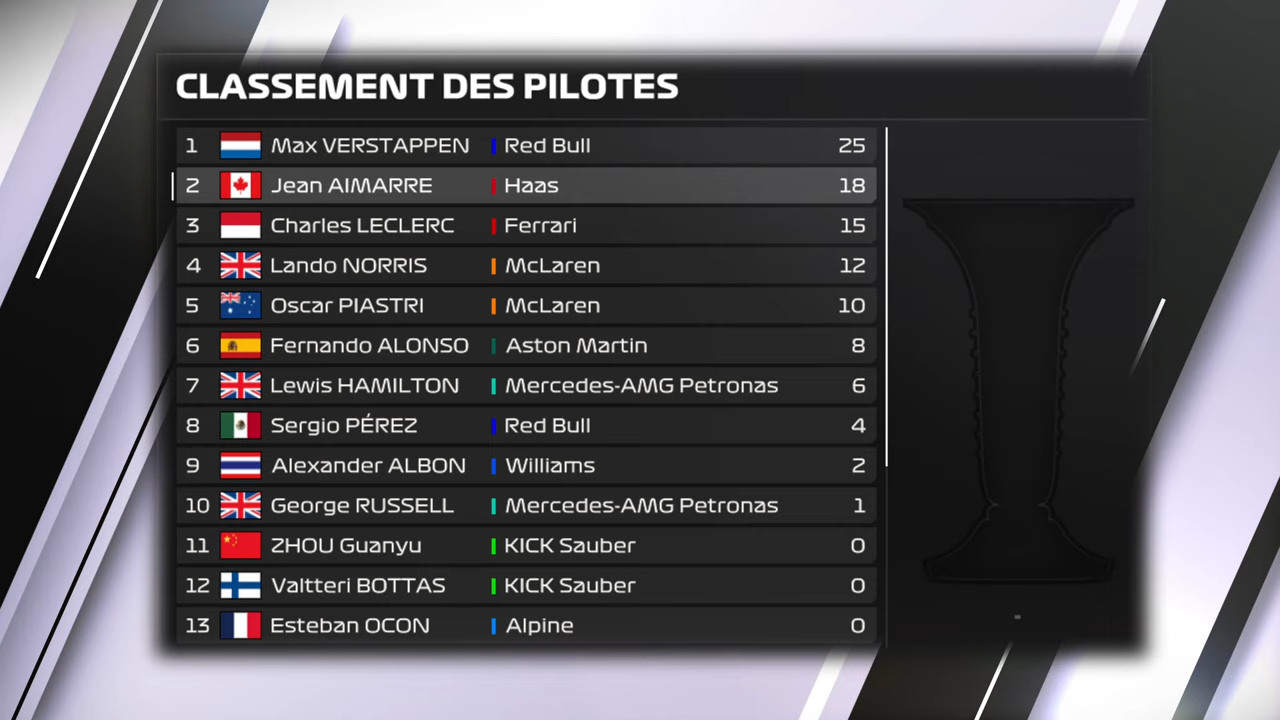 CLASSEMENT DES PILOTES
1 Max VERSTAPPEN Red Bull 25
2 Jean AIMARRE Haas 18
3 Charles LECLERC Ferrari 15
4 Lando NORRIS McLaren 12
5 Oscar PIASTRI McLaren 10
6 Fernando ALONSO Aston Martin 8
7 Lewis HAMILTON Mercedes-AMG Petronas 6
8 Sergio PÉREZ Red Bull 4
9 Alexander ALBON Williams 2
10 George RUSSELL Mercedes-AMG Petronas 1
11 ZHOU Guanyu KICK Sauber 0
12 Valtteri BOTTAS KICK Sauber 0
13 Esteban OCON Alpine 0